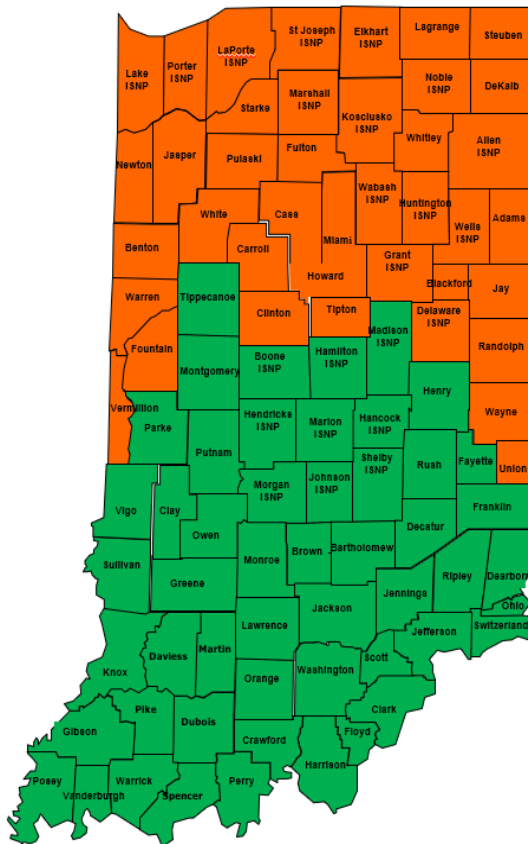 Lake
ISNP
Porter
ISNP
LaPorte
ISNP
St Joseph
ISNP
Elkhart
ISNP
Lagrange
Steuben
Noble
ISNP
DeKalb
Starke
Marshall
ISNP
Kosciusko
ISNP
Whitley
Allen
ISNP
Newton
Jasper
Pulaski
Fulton
Wabash
ISNP
Huntington
ISNP
Wells
ISNP
Adams
White
Cass
Miami
Benton
Carroll
Howard
Grant
ISNP
Blackford
Jay
Warren
Tippecanoe
Clinton
Tipton
Madison
ISNP
Delaware
ISNP
Randolph
Fountain
Montgomery
Boone
ISNP
Hamilton
ISNP
Henry
Wayne
Vermillion
Parke
Putnam
Hendricks
ISNP
Marion
ISNP
Hancock
ISNP
Shelby
ISNP
Rush
Fayette
Union
Vigo
Clay
Owen
Morgan
ISNP
Johnson
ISNP
Decatur
Franklin
Sullivan
Greene
Monroe
Brown
Bartholomew
Jennings
Ripley
Dearborn
Ohio
Switzerland
Jefferson
Jackson
Lawrence
Knox
Daviess
Martin
Orange
Washington
Scott
Clark
Floyd
Harrison
Crawford
Gibson
Pike
Dubois
Posey
Vanderburgh
Warrick
Spencer
Perry